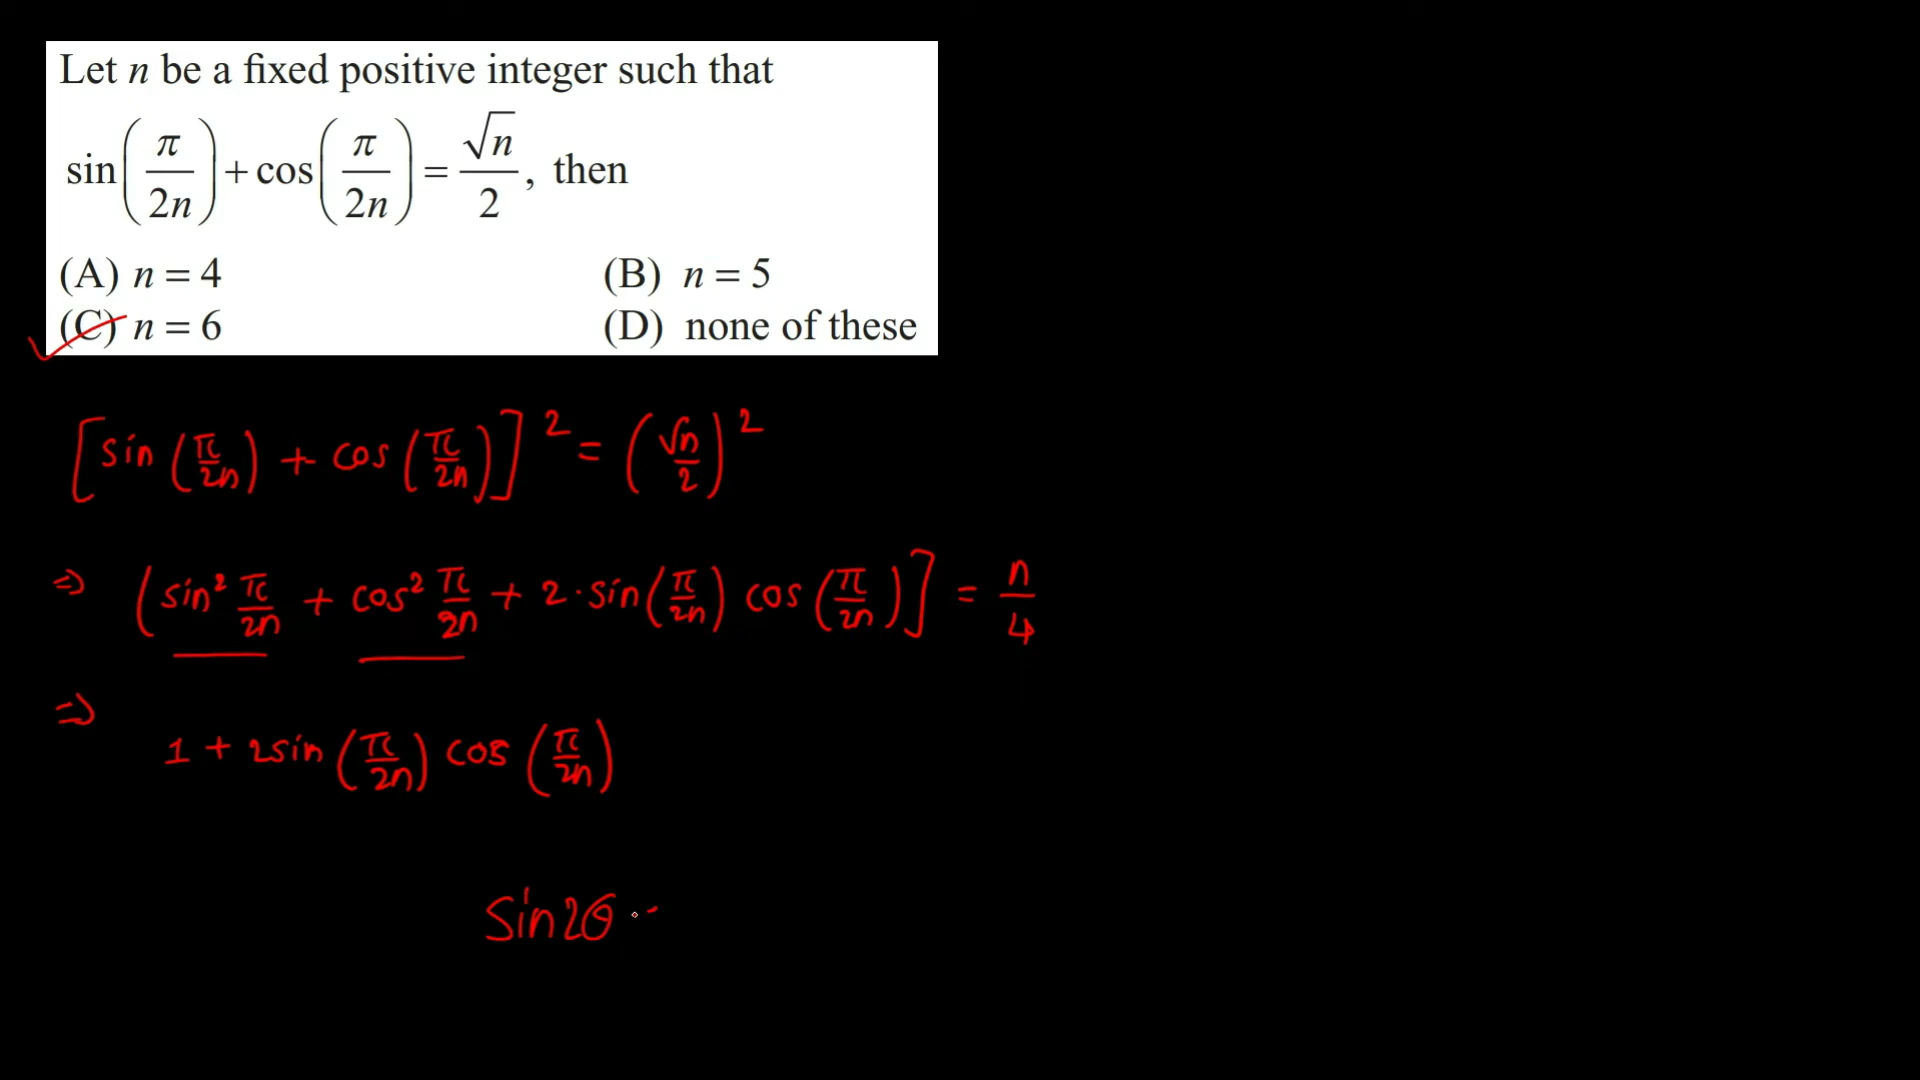 Let n be a fixed positive integer such that
sin(π/2n) + cos(π/2n) = √n/2, then
(A) n = 4 (B) n = 5
(C) n = 6 (D) none of these
[sin(π/2n) + cos(π/2n)]² = (√n/2)²
⇒ (sin² π/2n + cos² π/2n + 2·sin(π/2n) cos(π/2n)] = n/4
⇒
1 + 2sin(π/2n) cos(π/2n)
Sin2θ